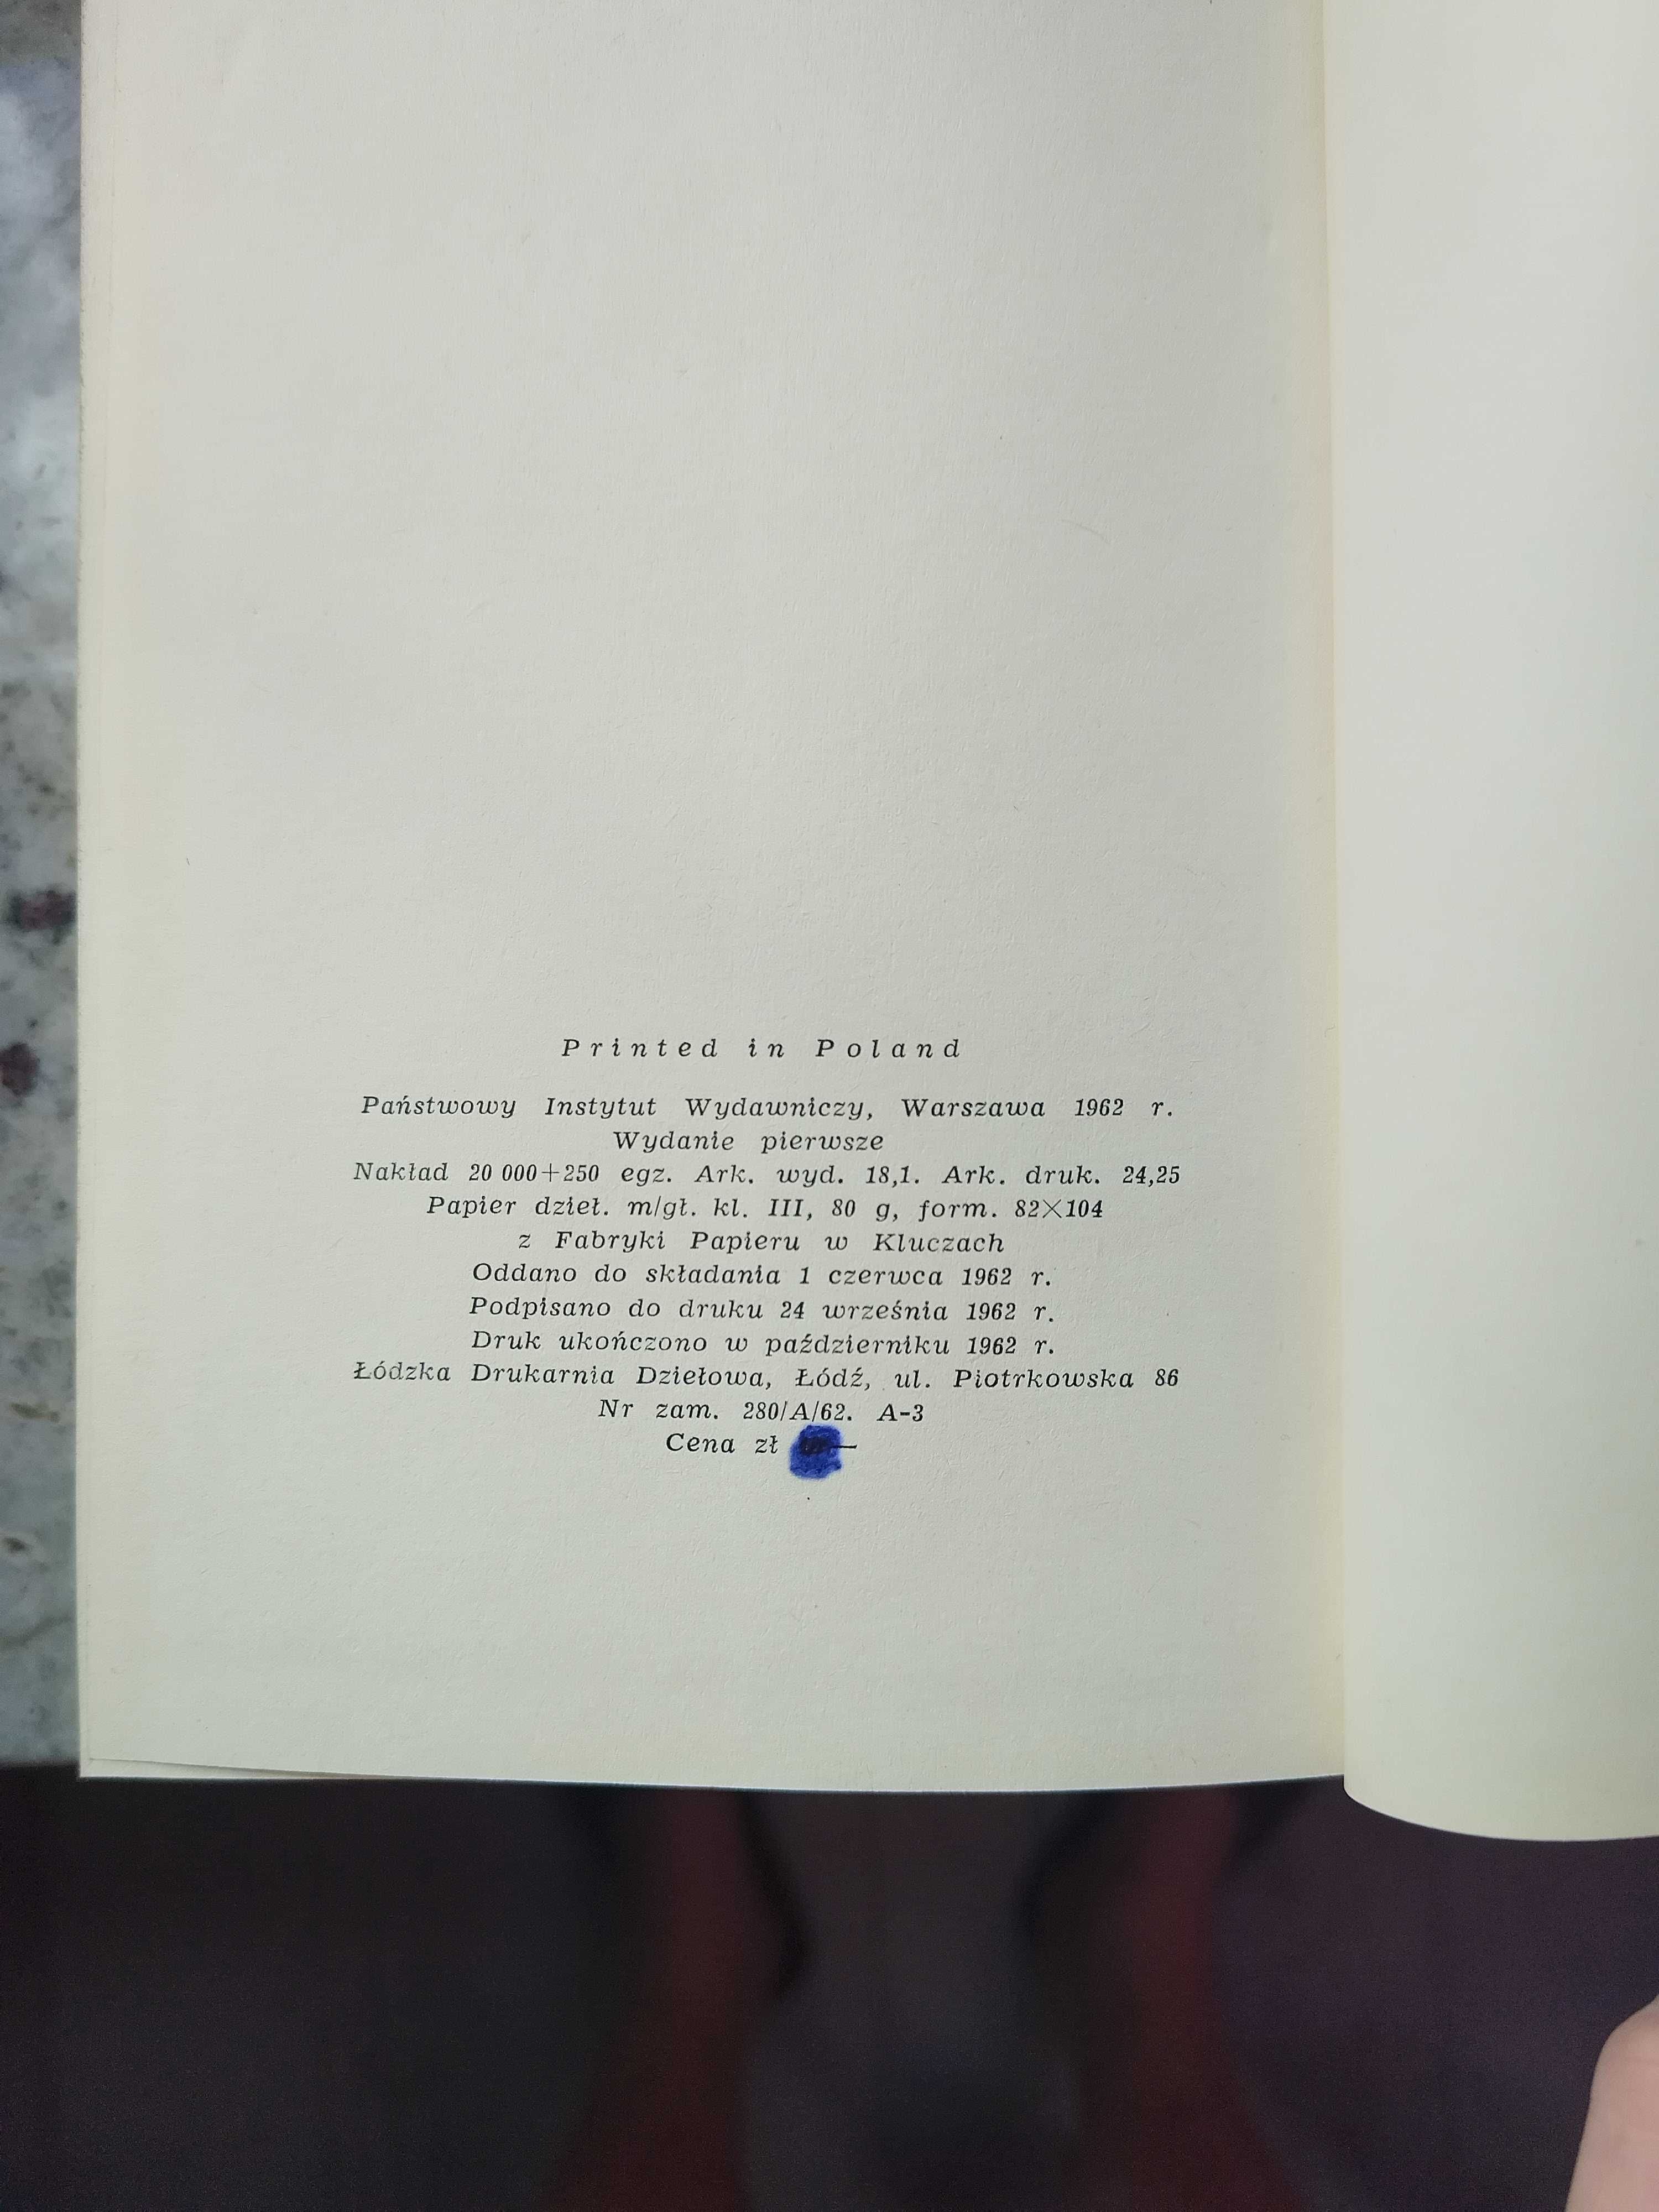 Printed in Poland
Państwowy Instytut Wydawniczy, Warszawa 1962 r.
Wydanie pierwsze
Nakład 20 000+250 egz. Ark. wyd. 18,1. Ark. druk. 24,25
Papier dzieł. m/gł. kl. III, 80 g, form. 82×104
z Fabryki Papieru w Kluczach
Oddano do składania 1 czerwca 1962 r.
Podpisano do druku 24 września 1962 r.
Druk ukończono w październiku 1962 r.
Łódzka Drukarnia Dziełowa, Łódź, ul. Piotrkowska 86
Nr zam. 280/A/62. A-3
Cena zł